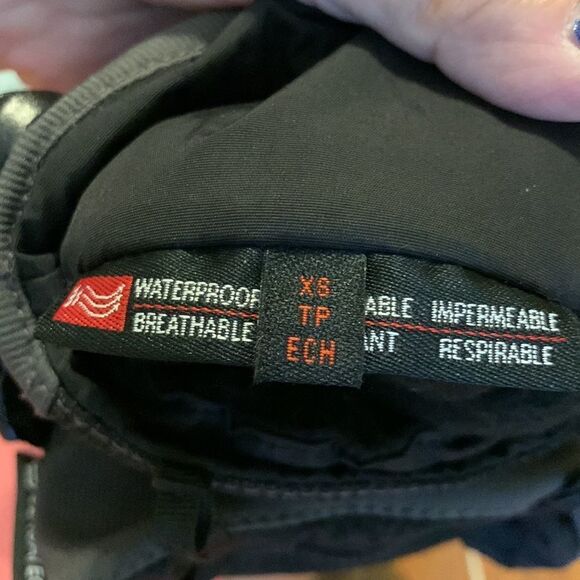 WATERPROOF
BREATHABLE
XS
TP
ECH
ABLE
ANT
IMPERMEABLE
RESPIRABLE